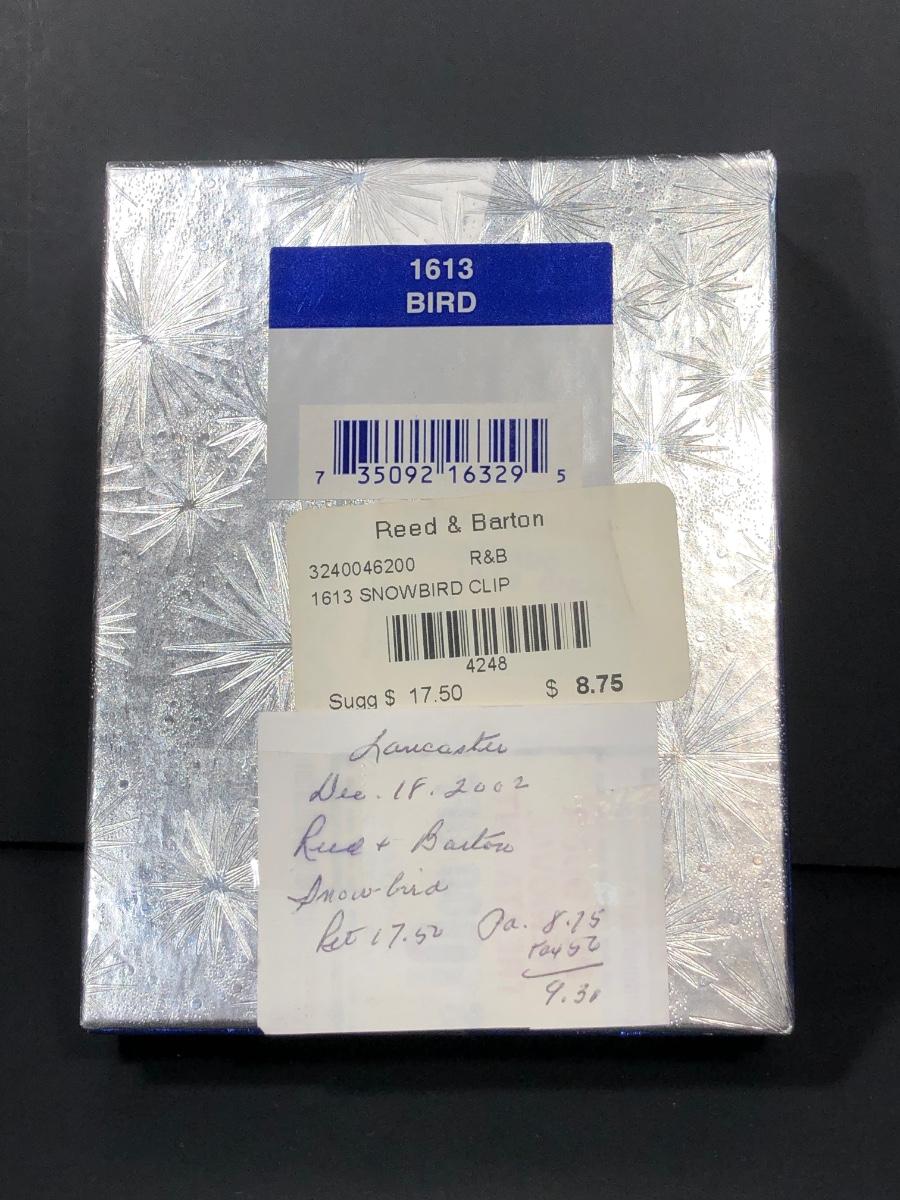 1613
BIRD
7 35092 16329 5
Reed & Barton
3240046200 R&B
1613 SNOWBIRD CLIP
4248
Sugg $ 17.50 $ 8.75
Lancaster
Dec. 18. 2002
Reed + Barton
Snow-bird
Ret 17.50 Pa. 8.75
Tax
9.30